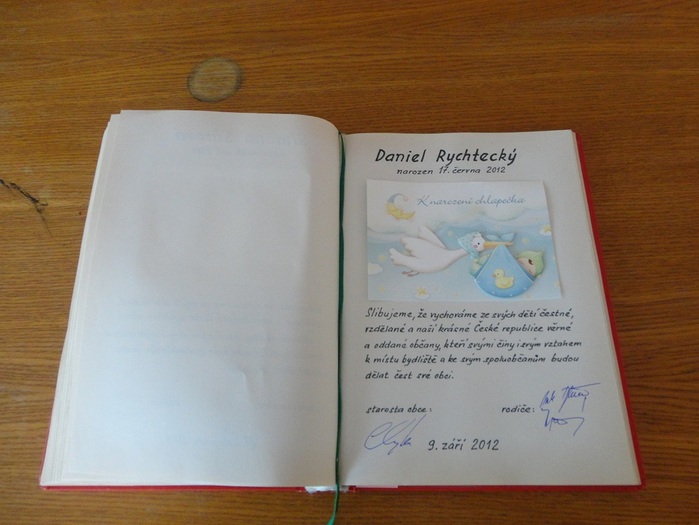 Daniel Rychtecký
narozen 17. června 2012
K narození chlapečka
Slibujeme, že vychováme ze svých dětí čestné,
vzdělané a naší krásné České republice věrné
a oddané občany, kteří svými činy i svým vztahem
k místu bydliště a ke svým spoluobčanům budou
dělat čest své obci.
starosta obce: rodiče:
9. září 2012